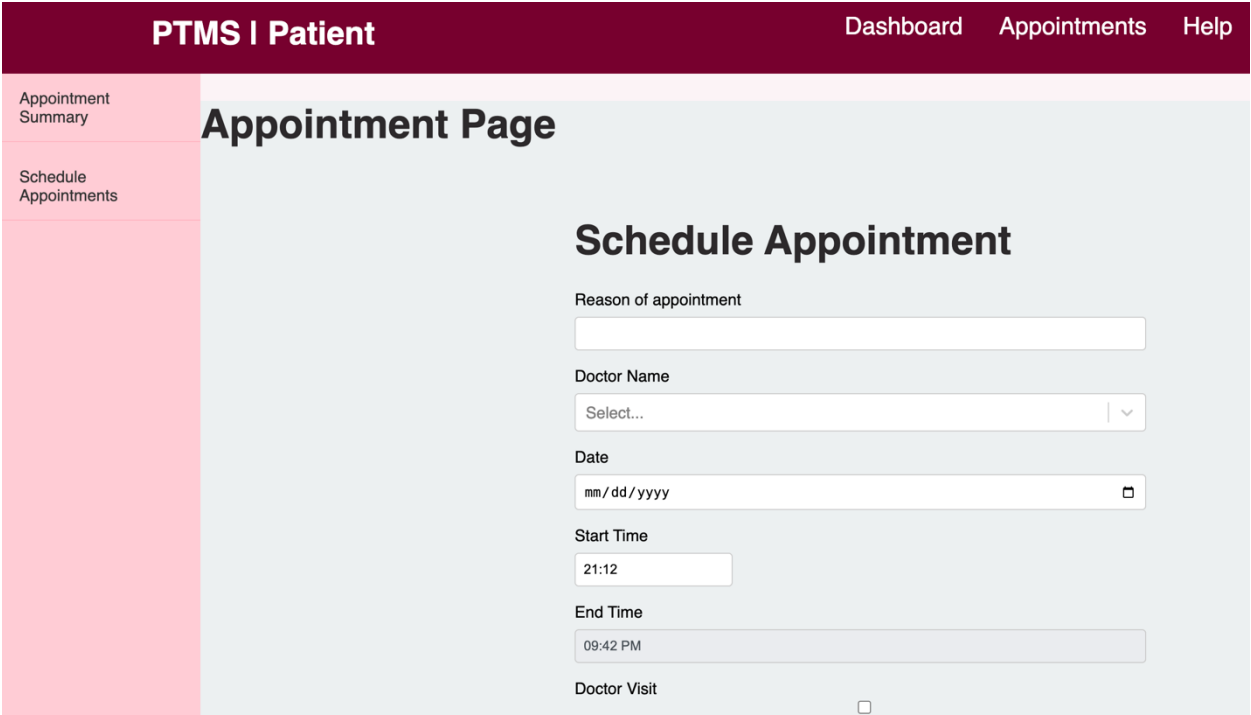 PTMS | Patient
Dashboard
Appointments
Help
Appointment
Summary
Schedule
Appointments
Appointment Page
Schedule Appointment
Reason of appointment
Doctor Name
Select...
Date
mm/dd/yyyy
Start Time
21:12
End Time
09:42 PM
Doctor Visit